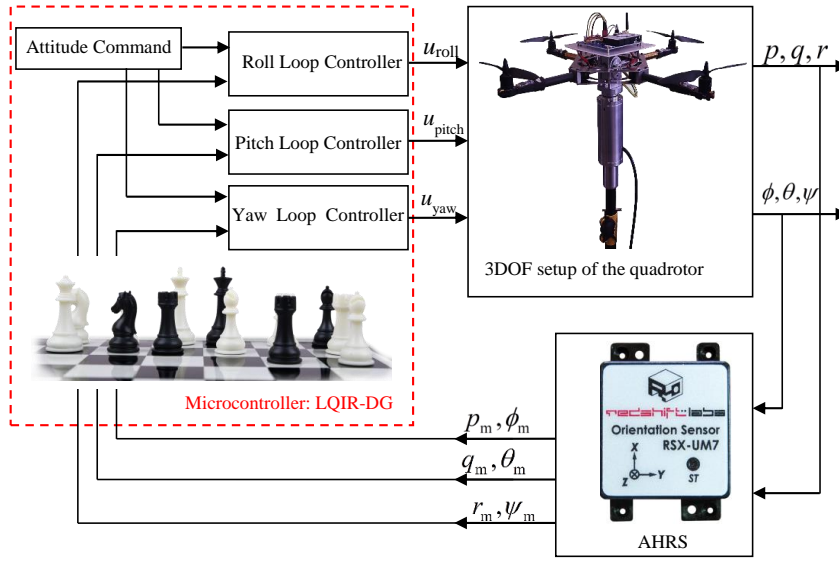 Attitude Command
Roll Loop Controller
Pitch Loop Controller
Yaw Loop Controller
u_roll
u_pitch
u_yaw
p, q, r
ϕ, θ, ψ
3DOF setup of the quadrotor
Microcontroller: LQIR-DG
p_m, ϕ_m
q_m, θ_m
r_m, ψ_m
redshift labs
Orientation Sensor
RSX-UM7
X
Y
Z
ST
AHRS